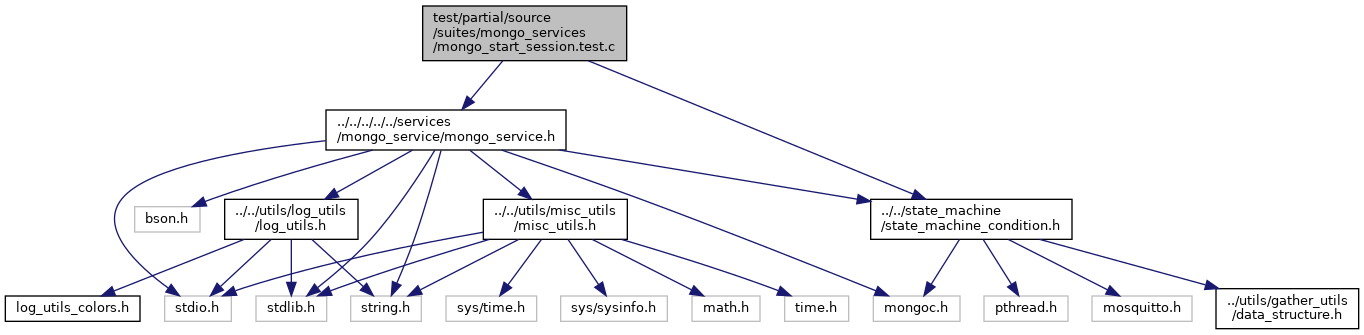 test/partial/source
/suites/mongo_services
/mongo_start_session.test.c
../../../../../services
/mongo_service/mongo_service.h
bson.h
../../utils/log_utils
/log_utils.h
../../utils/misc_utils
/misc_utils.h
../../state_machine
/state_machine_condition.h
log_utils_colors.h
stdio.h
stdlib.h
string.h
sys/time.h
sys/sysinfo.h
math.h
time.h
mongoc.h
pthread.h
mosquitto.h
../utils/gather_utils
/data_structure.h